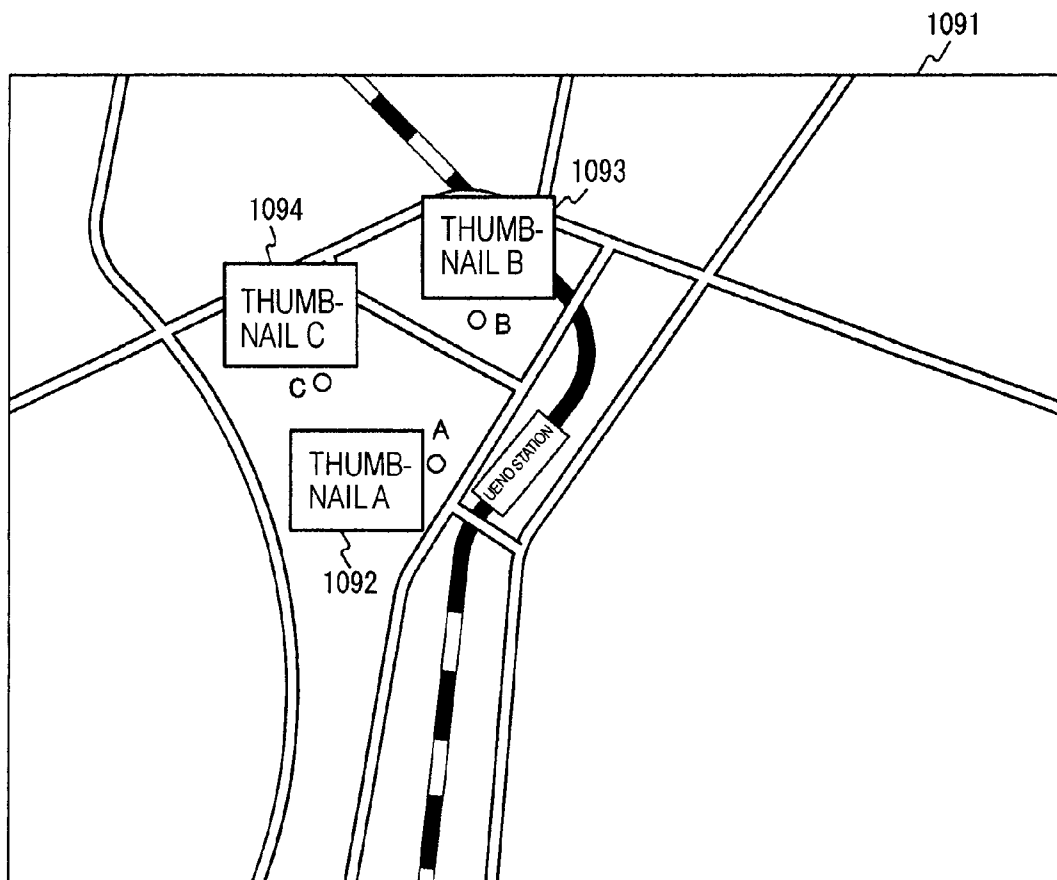 1091
1093
THUMB-
NAIL B
1094
THUMB-
NAIL C
B
C
A
THUMB-
NAIL A
UENO STATION
1092